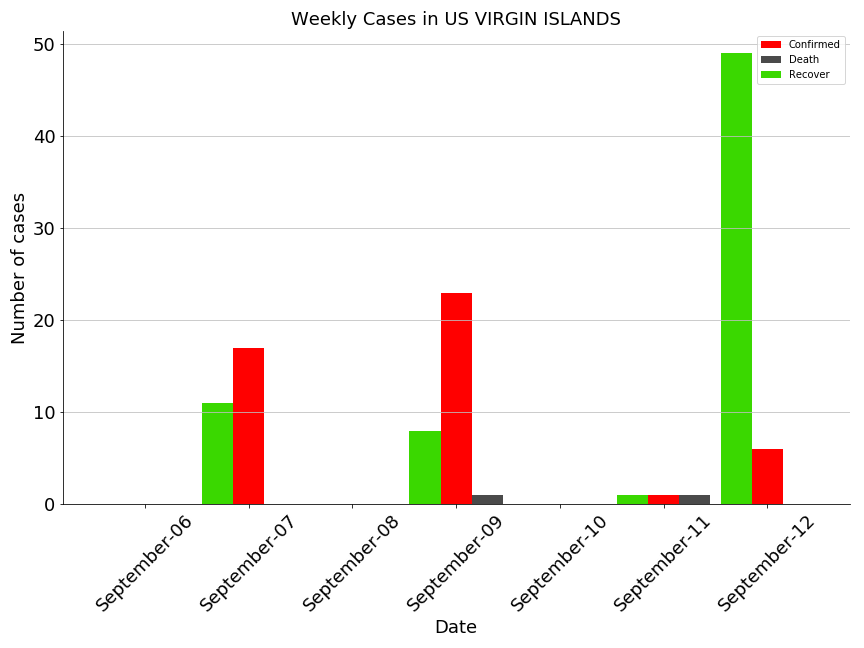 Weekly Cases in US VIRGIN ISLANDS
Confirmed
Death
Recover
Number of cases
50
40
30
20
10
0
September-06
September-07
September-08
September-09
September-10
September-11
September-12
Date